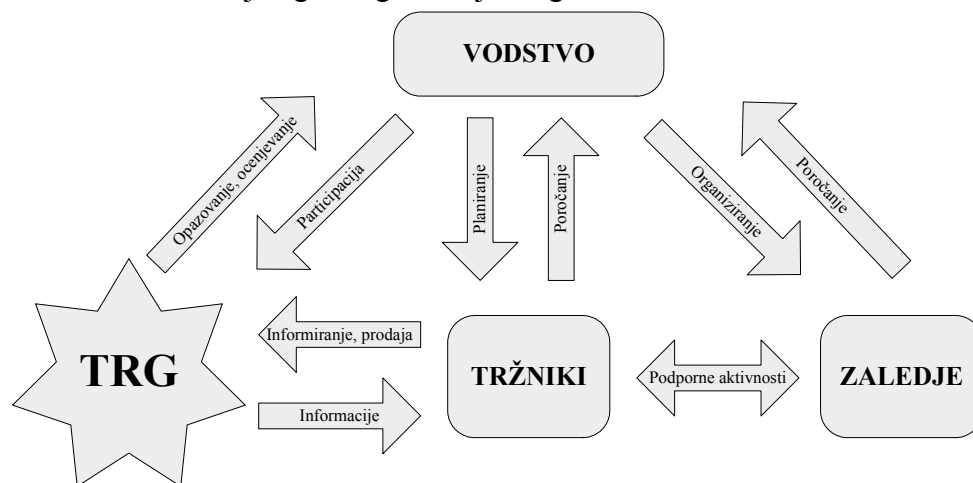 VODSTVO
Opazovanje, ocenjevanje
Participacija
Planiranje
Poročanje
Organiziranje
Poročanje
TRG
Informiranje, prodaja
Informacije
TRŽNIKI
Podporne aktivnosti
ZALEDJE